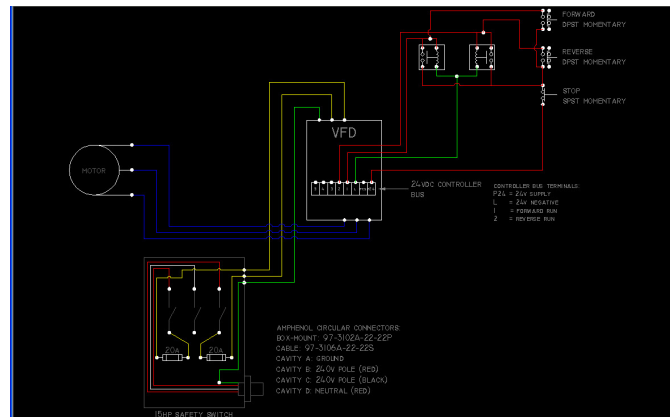 FORWARD
DPST MOMENTARY
REVERSE
DPST MOMENTARY
STOP
SPST MOMENTARY
VFD
MOTOR
24VDC CONTROLLER
BUS
CONTROLLER BUS TERMINALS:
P24 = 24V SUPPLY
L = 24V NEGATIVE
1 = FORWARD RUN
2 = REVERSE RUN
20A
20A
AMPHENOL CIRCULAR CONNECTORS:
BOX-MOUNT: 97-3102A-22-22P
CABLE: 97-3106A-22-22S
CAVITY A: GROUND
CAVITY B: 240V POLE (RED)
CAVITY C: 240V POLE (BLACK)
CAVITY D: NEUTRAL (RED)
15HP SAFETY SWITCH